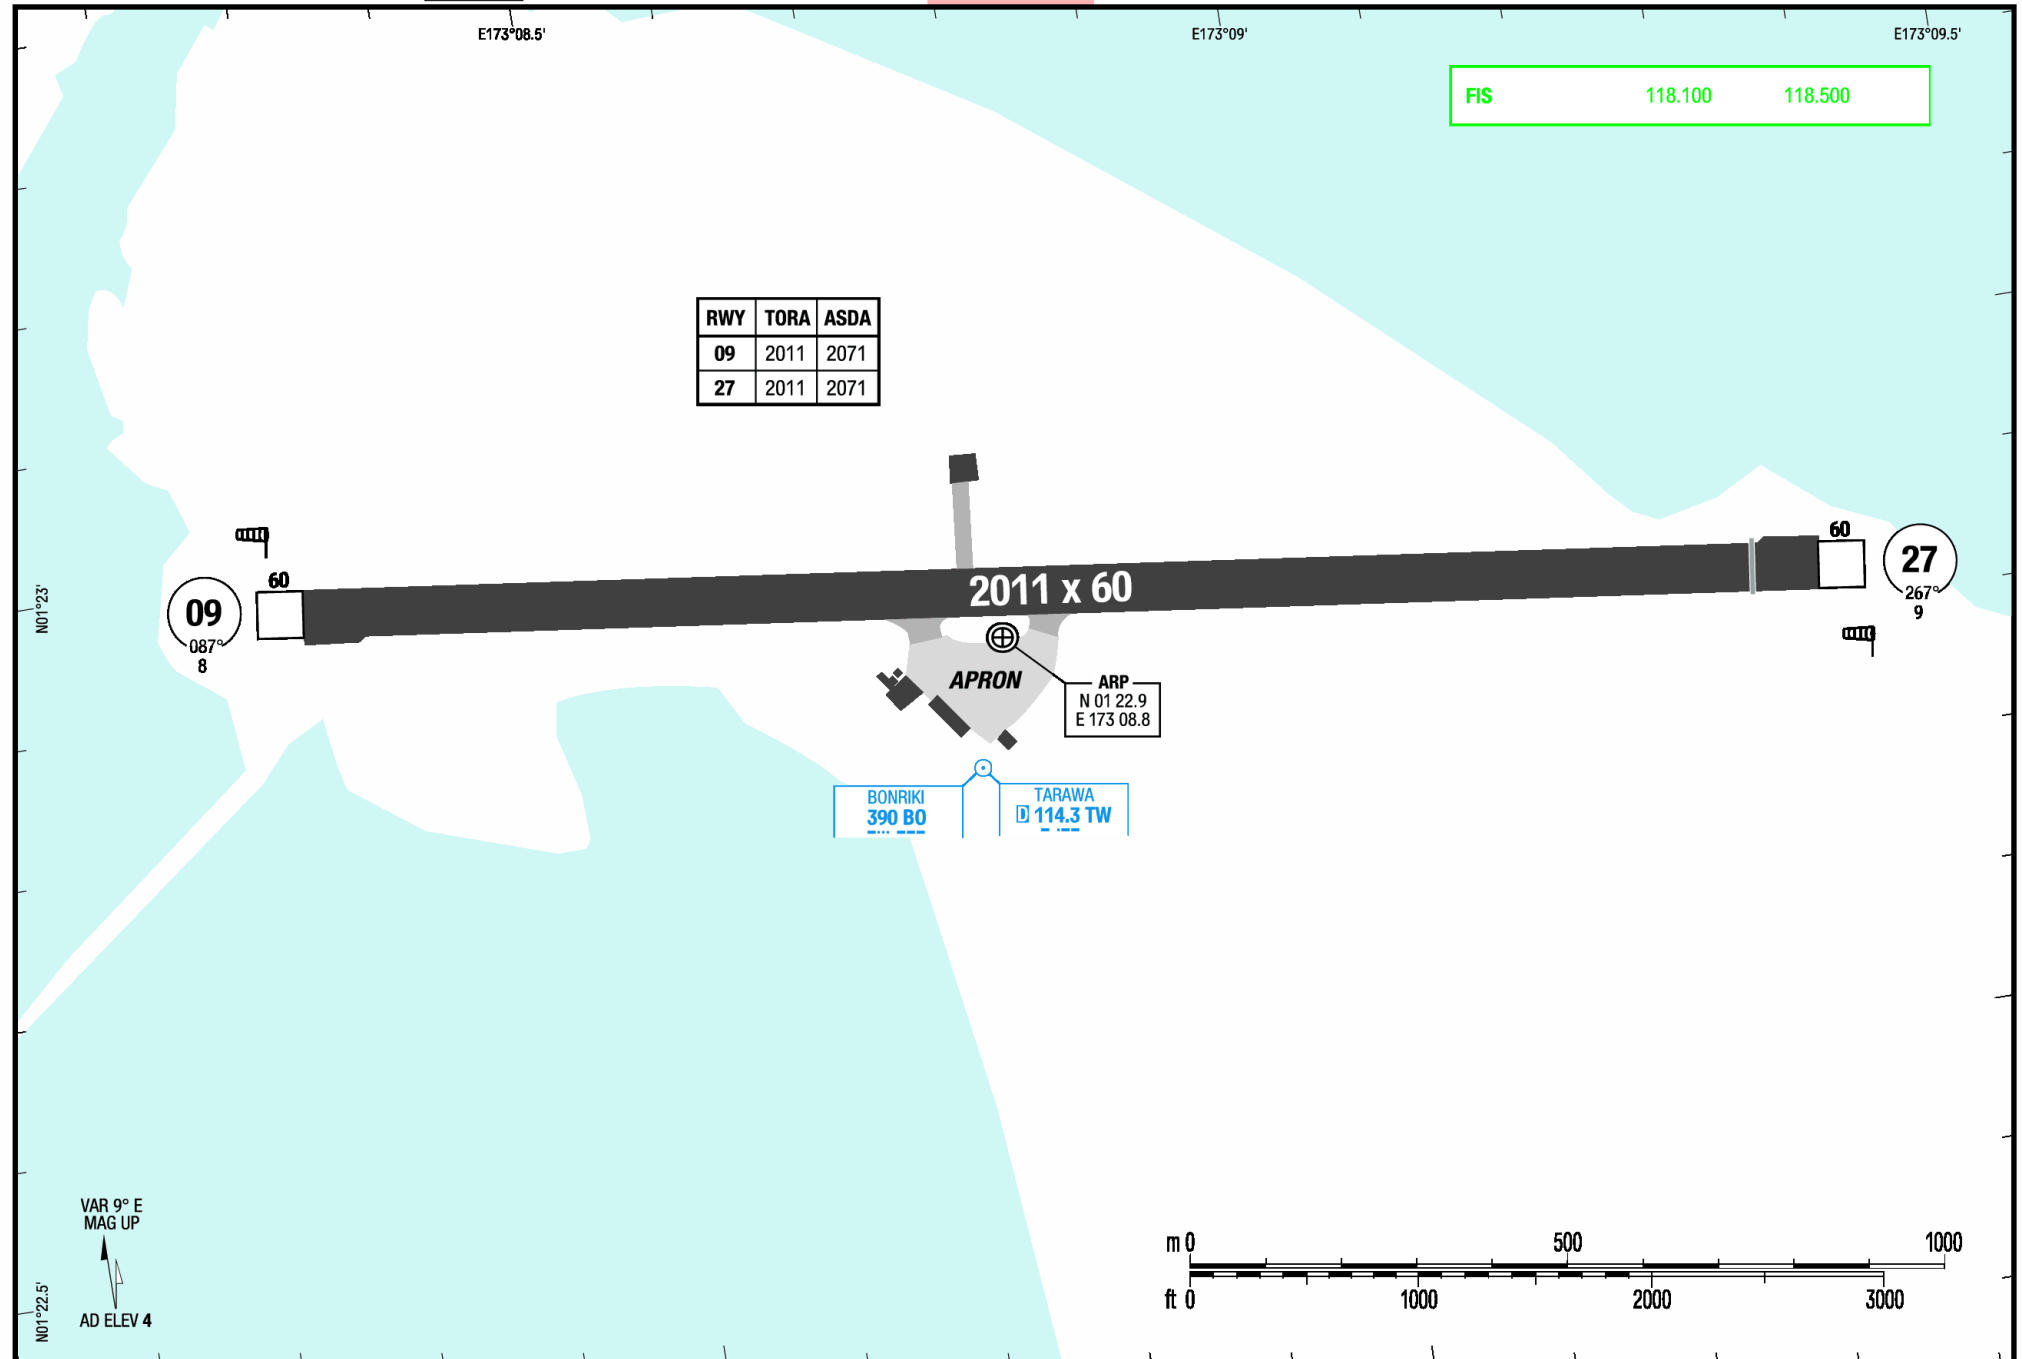 E173°08.5'
E173°09'
E173°09.5'
FIS 118.100 118.500
RWY TORA ASDA
09 2011 2071
27 2011 2071
60
27
267°
9
2011 x 60
60
09
087°
8
N01°23'
APRON
ARP
N 01 22.9
E 173 08.8
BONRIKI
390 BO
TARAWA
D 114.3 TW
VAR 9° E
MAG UP
AD ELEV 4
N01°22.5'
m 0 500 1000
ft 0 1000 2000 3000